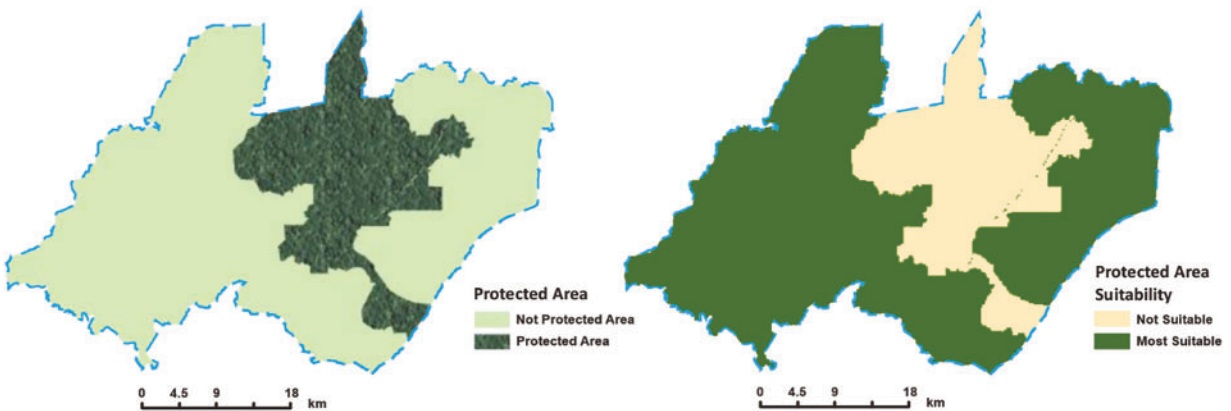 Protected Area
Not Protected Area
Protected Area
0 4.5 9 18
km
Protected Area
Suitability
Not Suitable
Most Suitable
0 4.5 9 18
km